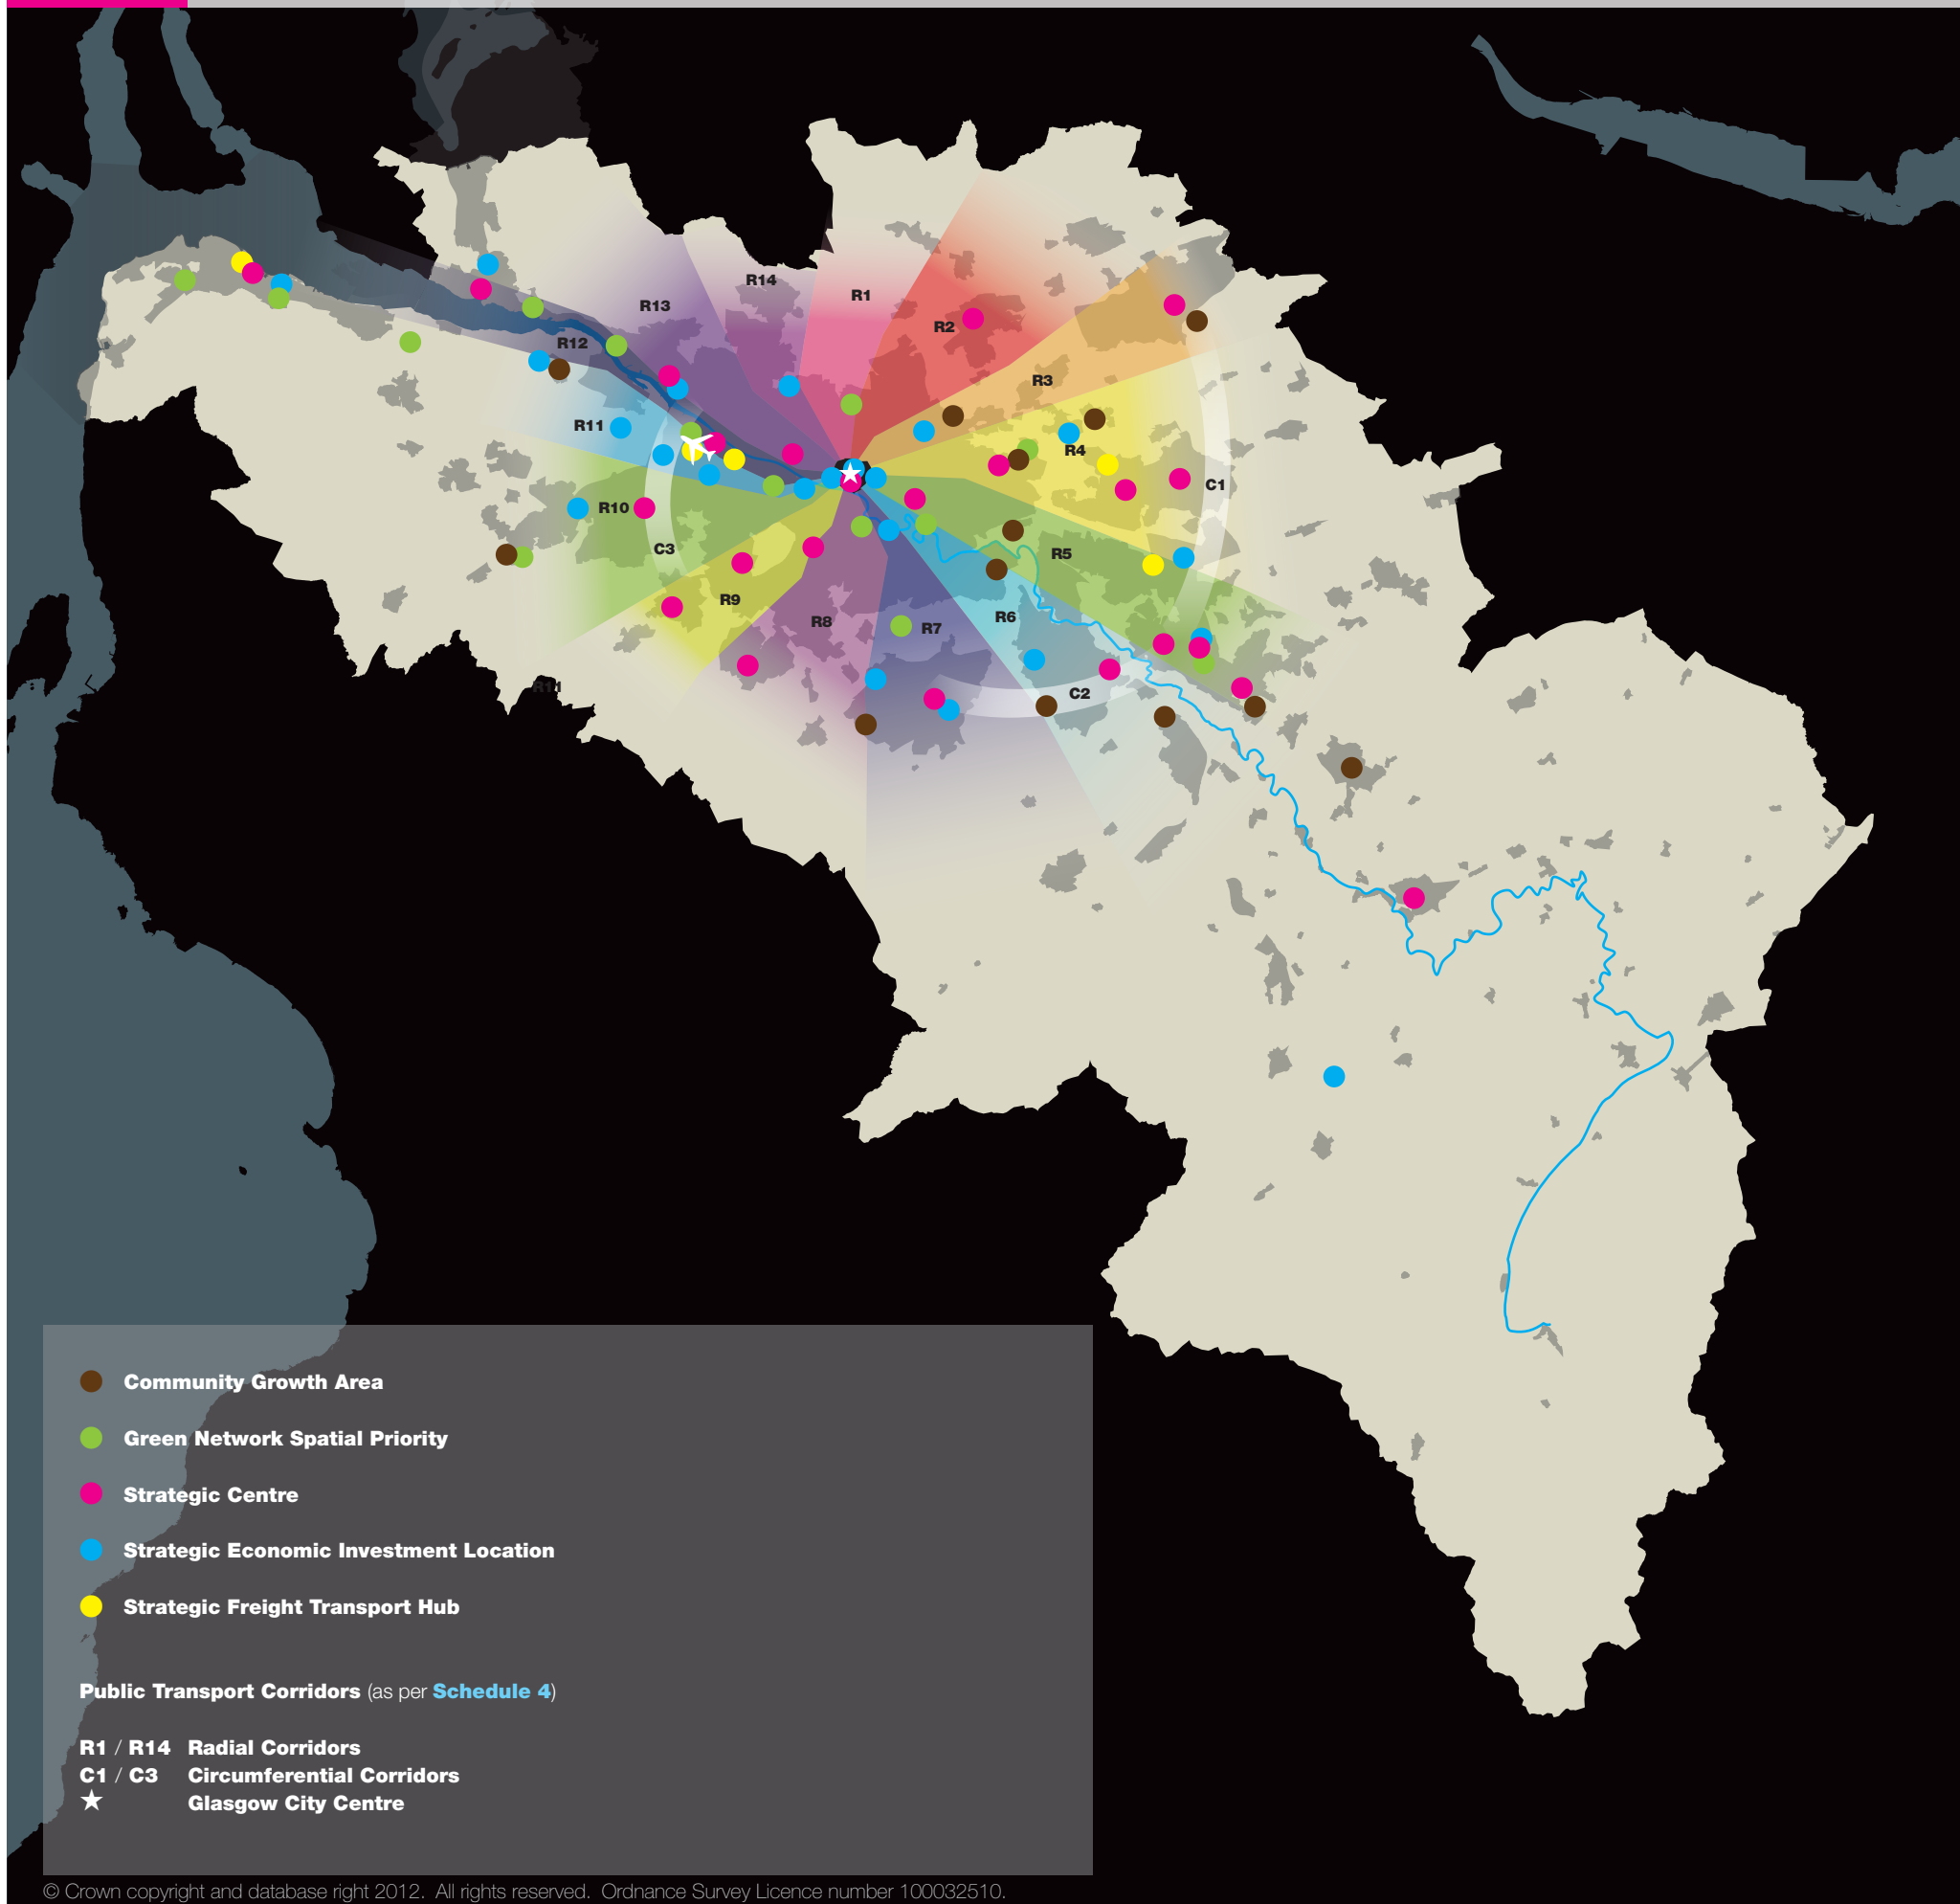 R14
R13
R1
R2
R12
R3
R11
R4
C1
R10
C3
R5
R9
R6
R8
R7
R11
C2
Community Growth Area
Green Network Spatial Priority
Strategic Centre
Strategic Economic Investment Location
Strategic Freight Transport Hub
Public Transport Corridors (as per Schedule 4)
R1 / R14 Radial Corridors
C1 / C3 Circumferential Corridors
★ Glasgow City Centre
© Crown copyright and database right 2012. All rights reserved. Ordnance Survey Licence number 100032510.